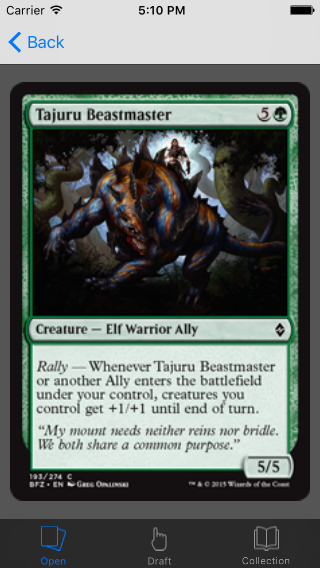 Carrier 5:10 PM
Back
Tajuru Beastmaster 5
Creature — Elf Warrior Ally
Rally — Whenever Tajuru Beastmaster
or another Ally enters the battlefield
under your control, creatures you
control get +1/+1 until end of turn.
"My mount needs neither reins nor bridle.
We both share a common purpose."
5/5
193/274 C
BFZ • EN Greg Opalinski
™ & © 2015 Wizards of the Coast
Open Draft Collection